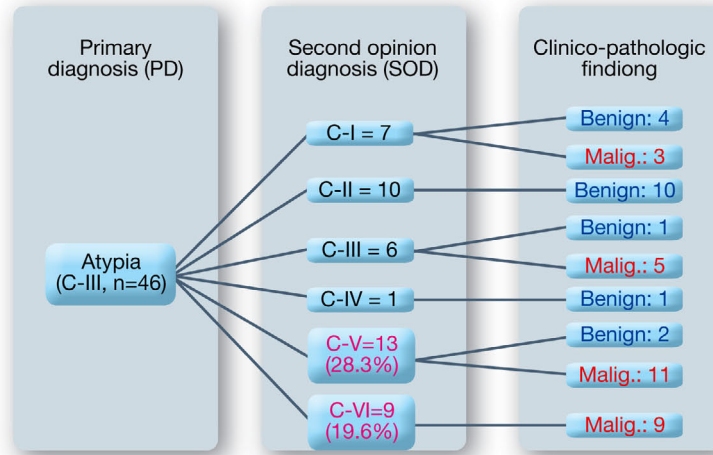 Primary
diagnosis (PD)
Second opinion
diagnosis (SOD)
Clinico-pathologic
findiong
Atypia
(C-III, n=46)
C-I = 7
C-II = 10
C-III = 6
C-IV = 1
C-V=13
(28.3%)
C-VI=9
(19.6%)
Benign: 4
Malig.: 3
Benign: 10
Benign: 1
Malig.: 5
Benign: 1
Benign: 2
Malig.: 11
Malig.: 9